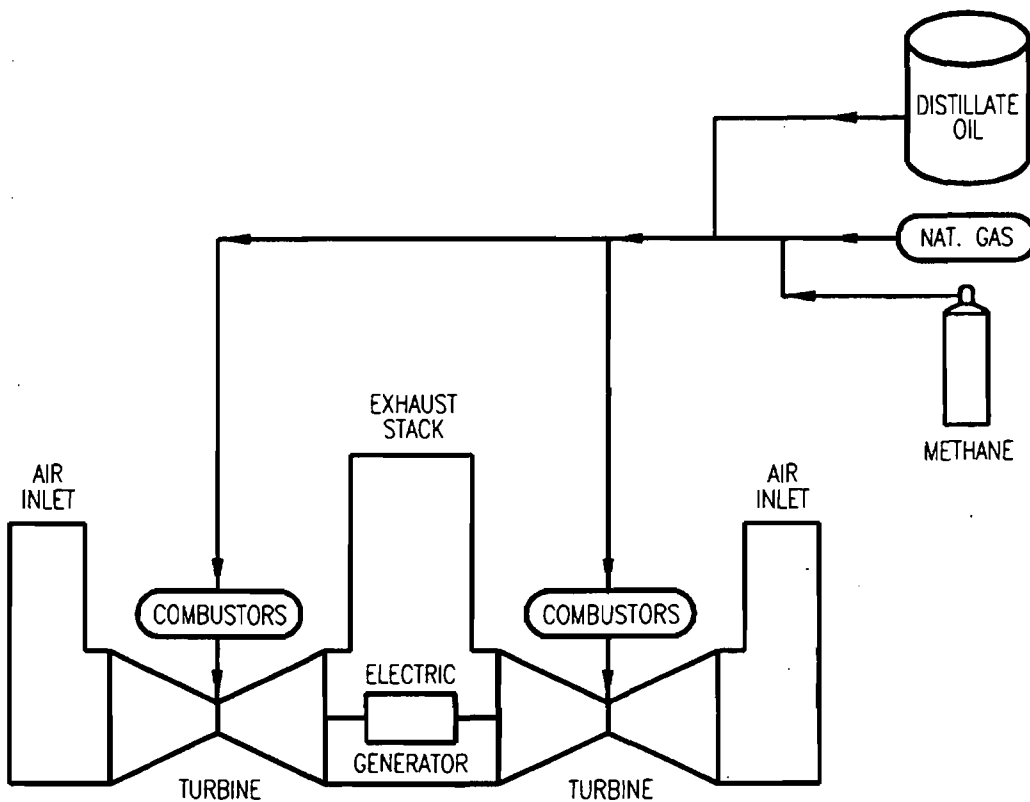 DISTILLATE
OIL
NAT. GAS
METHANE
EXHAUST
STACK
AIR
INLET
AIR
INLET
COMBUSTORS
COMBUSTORS
ELECTRIC
GENERATOR
TURBINE
TURBINE